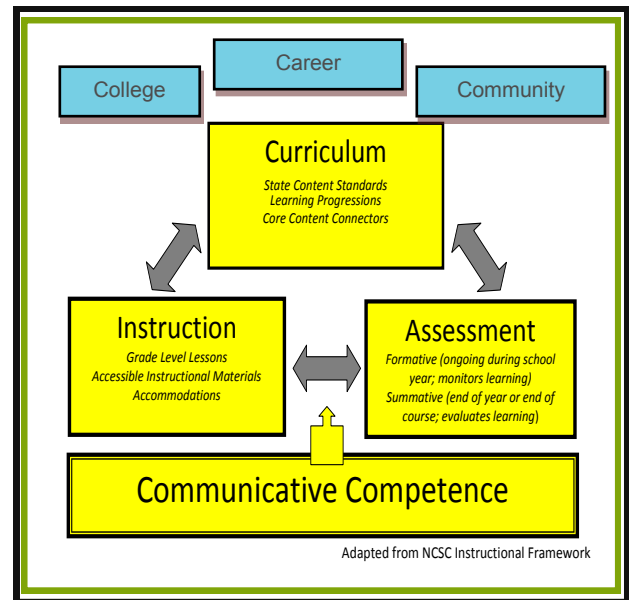 Career
College
Community
Curriculum
State Content Standards
Learning Progressions
Core Content Connectors
Instruction
Grade Level Lessons
Accessible Instructional Materials
Accommodations
Assessment
Formative (ongoing during school
year; monitors learning)
Summative (end of year or end of
course; evaluates learning)
Communicative Competence
Adapted from NCSC Instructional Framework